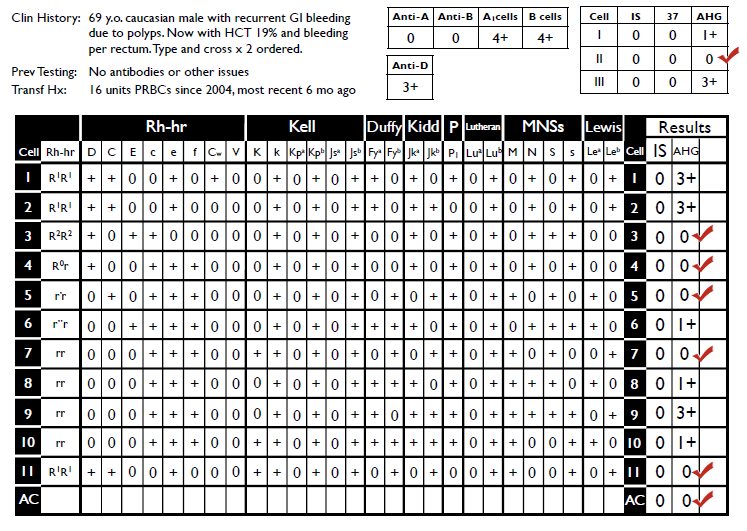 Clin History: 69 y.o. caucasian male with recurrent GI bleeding
due to polyps. Now with HCT 19% and bleeding
per rectum. Type and cross x 2 ordered.
Prev Testing: No antibodies or other issues
Transf Hx: 16 units PRBCs since 2004, most recent 6 mo ago
Anti-A Anti-B A₁cells B cells
0 0 4+ 4+
Anti-D
3+
Cell IS 37 AHG
I 0 0 1+
II 0 0 0
III 0 0 3+
Rh-hr Kell Duffy Kidd P Lutheran MNSs Lewis Results
Cell Rh-hr D C E c e f Cw V K k Kpᵃ Kpᵇ Jsᵃ Jsᵇ Fyᵃ Fyᵇ Jkᵃ Jkᵇ P₁ Luᵃ Luᵇ M N S s Leᵃ Leᵇ Cell IS AHG
1 R¹R¹ + + 0 0 + 0 + 0 0 + 0 + 0 + + 0 + 0 + 0 + + 0 + 0 0 + 1 0 3+
2 R¹R¹ + + 0 0 + 0 0 0 0 + 0 + 0 + + 0 + + 0 0 + + 0 + 0 + 0 2 0 3+
3 R²R² + 0 + + 0 0 0 0 0 + 0 + 0 + 0 0 + 0 + 0 + + + + + 0 0 3 0 0
4 R⁰r + 0 0 + + + 0 0 0 + 0 + 0 + 0 0 + 0 + 0 + + 0 + 0 0 0 4 0 0
5 r'r 0 + 0 + + + 0 0 0 + 0 + 0 + 0 + 0 + + 0 + + 0 + 0 + 0 5 0 0
6 r"r 0 0 + + + + 0 0 0 + 0 + 0 + + + + 0 + 0 + 0 + + + 0 0 6 0 1+
7 rr 0 0 0 + + + 0 0 + + 0 + 0 + 0 + 0 + + 0 + + 0 + 0 0 + 7 0 0
8 rr 0 0 0 + + + 0 0 0 + 0 + 0 + + + + 0 + 0 + + + + 0 + 0 8 0 1+
9 rr 0 0 0 + + + 0 0 + + 0 + 0 + + 0 + + + 0 + + + + + 0 + 9 0 3+
10 rr 0 0 0 + + + 0 0 0 + 0 + 0 + + + + + + 0 + + 0 0 + + 0 10 0 1+
11 R¹R¹ + + 0 0 + 0 0 0 + + 0 + 0 + 0 + 0 + 0 0 + + 0 + 0 + 0 11 0 0
AC AC 0 0